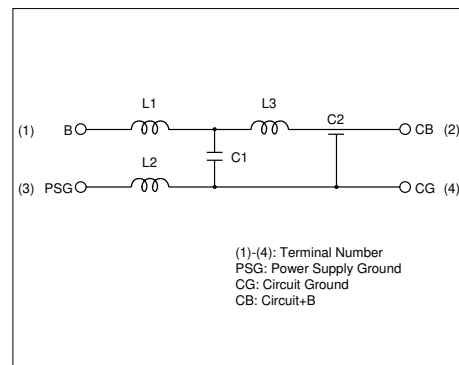 L1 L3 C2
(1) B CB (2)
C1
L2
(3) PSG CG (4)
(1)-(4): Terminal Number
PSG: Power Supply Ground
CG: Circuit Ground
CB: Circuit+B